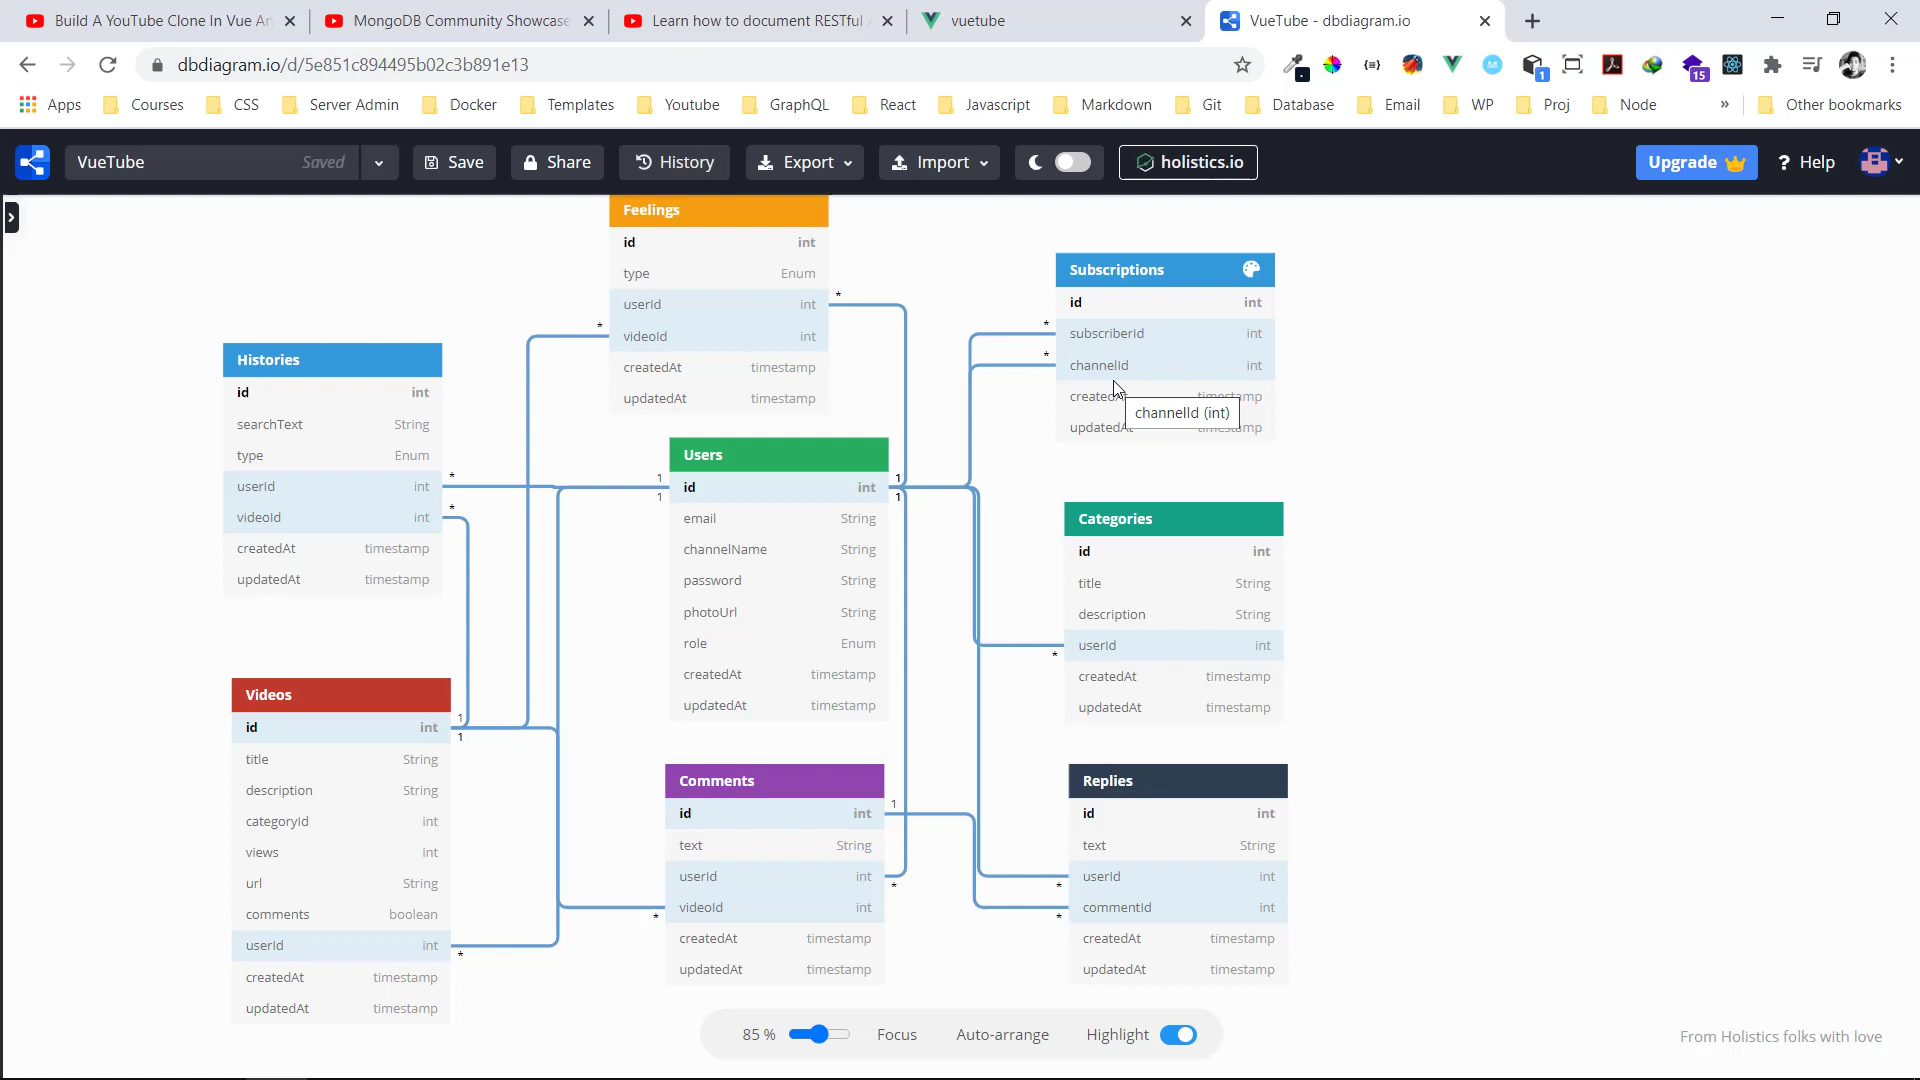 Build A YouTube Clone In Vue An
MongoDB Community Showcase
Learn how to document RESTful A
vuetube
VueTube - dbdiagram.io
dbdiagram.io/d/5e851c894495b02c3b891e13
1
15
Apps
Courses
CSS
Server Admin
Docker
Templates
Youtube
GraphQL
React
Javascript
Markdown
Git
Database
Email
WP
Proj
Node
»
Other bookmarks
VueTube
Saved
Save
Share
History
Export
Import
holistics.io
Upgrade
? Help
Feelings
id int
type Enum
userId int
videoId int
createdAt timestamp
updatedAt timestamp
Subscriptions
id int
subscriberId int
channelId int
createdAt timestamp
channelId (int)
updatedAt timestamp
Histories
id int
searchText String
type Enum
userId int
videoId int
createdAt timestamp
updatedAt timestamp
Users
id int
email String
channelName String
password String
photoUrl String
role Enum
createdAt timestamp
updatedAt timestamp
Categories
id int
title String
description String
userId int
createdAt timestamp
updatedAt timestamp
Videos
id int
title String
description String
categoryId int
views int
url String
comments boolean
userId int
createdAt timestamp
updatedAt timestamp
Comments
id int
text String
userId int
videoId int
createdAt timestamp
updatedAt timestamp
Replies
id int
text String
userId int
commentId int
createdAt timestamp
updatedAt timestamp
85 %
Focus
Auto-arrange
Highlight
From Holistics folks with love